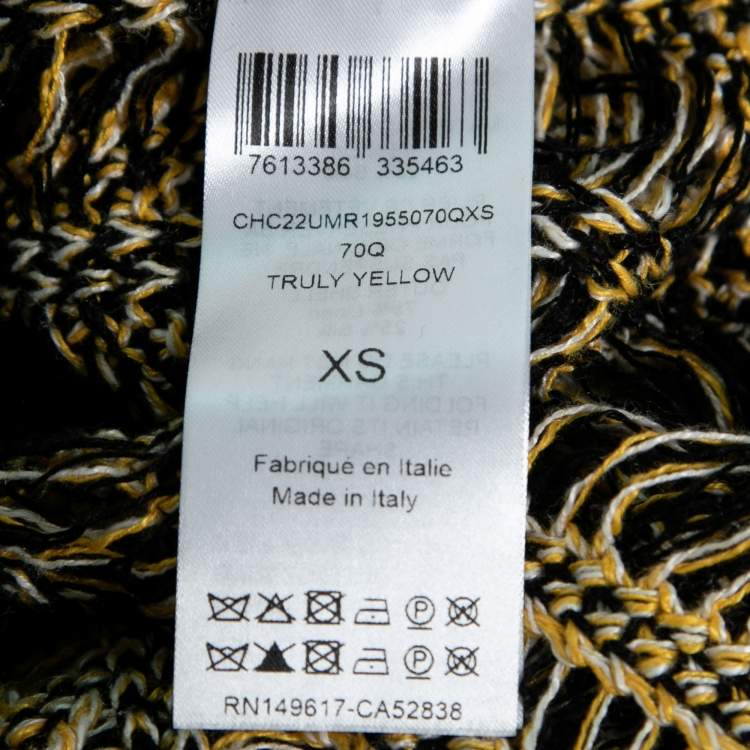 7613386 335463
CHC22UMR1955070QXS
70Q
TRULY YELLOW
XS
Fabriqué en Italie
Made in Italy
P
P
RN149617-CA52838